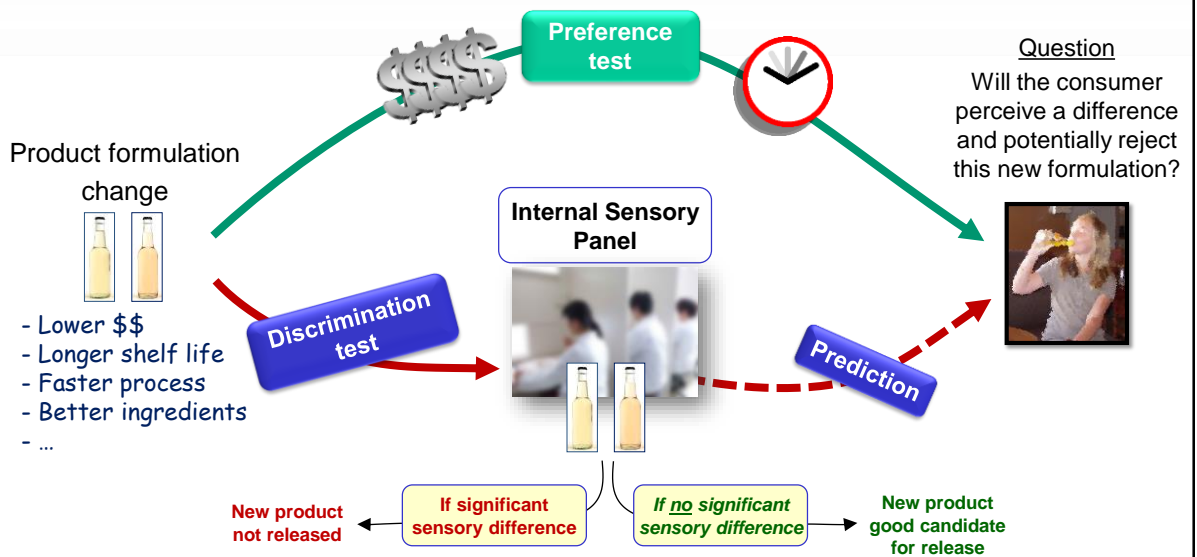 Preference
test
Question
Will the consumer
perceive a difference
and potentially reject
this new formulation?
Product formulation
change
- Lower $$
- Longer shelf life
- Faster process
- Better ingredients
- ...
Discrimination
test
Internal Sensory
Panel
Prediction
New product
not released
If significant
sensory difference
If no significant
sensory difference
New product
good candidate
for release